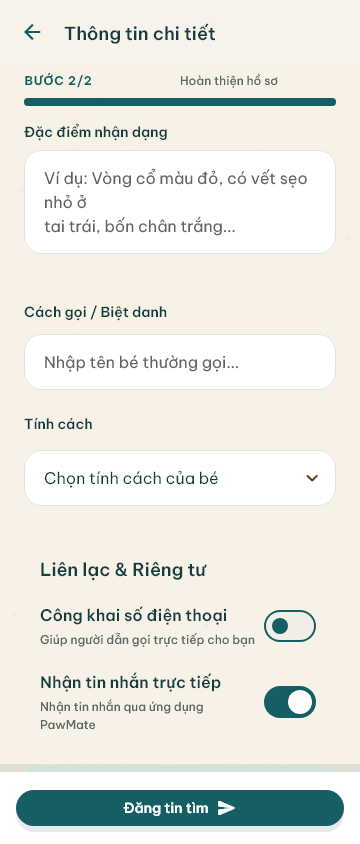 Thông tin chi tiết
BƯỚC 2/2
Hoàn thiện hồ sơ
Đặc điểm nhận dạng
Ví dụ: Vòng cổ màu đỏ, có vết sẹo
nhỏ ở
tai trái, bốn chân trắng...
Cách gọi / Biệt danh
Nhập tên bé thường gọi...
Tính cách
Chọn tính cách của bé
Liên lạc & Riêng tư
Công khai số điện thoại
Giúp người dẫn gọi trực tiếp cho bạn
Nhận tin nhắn trực tiếp
Nhận tin nhắn qua ứng dụng
PawMate
Đăng tin tìm